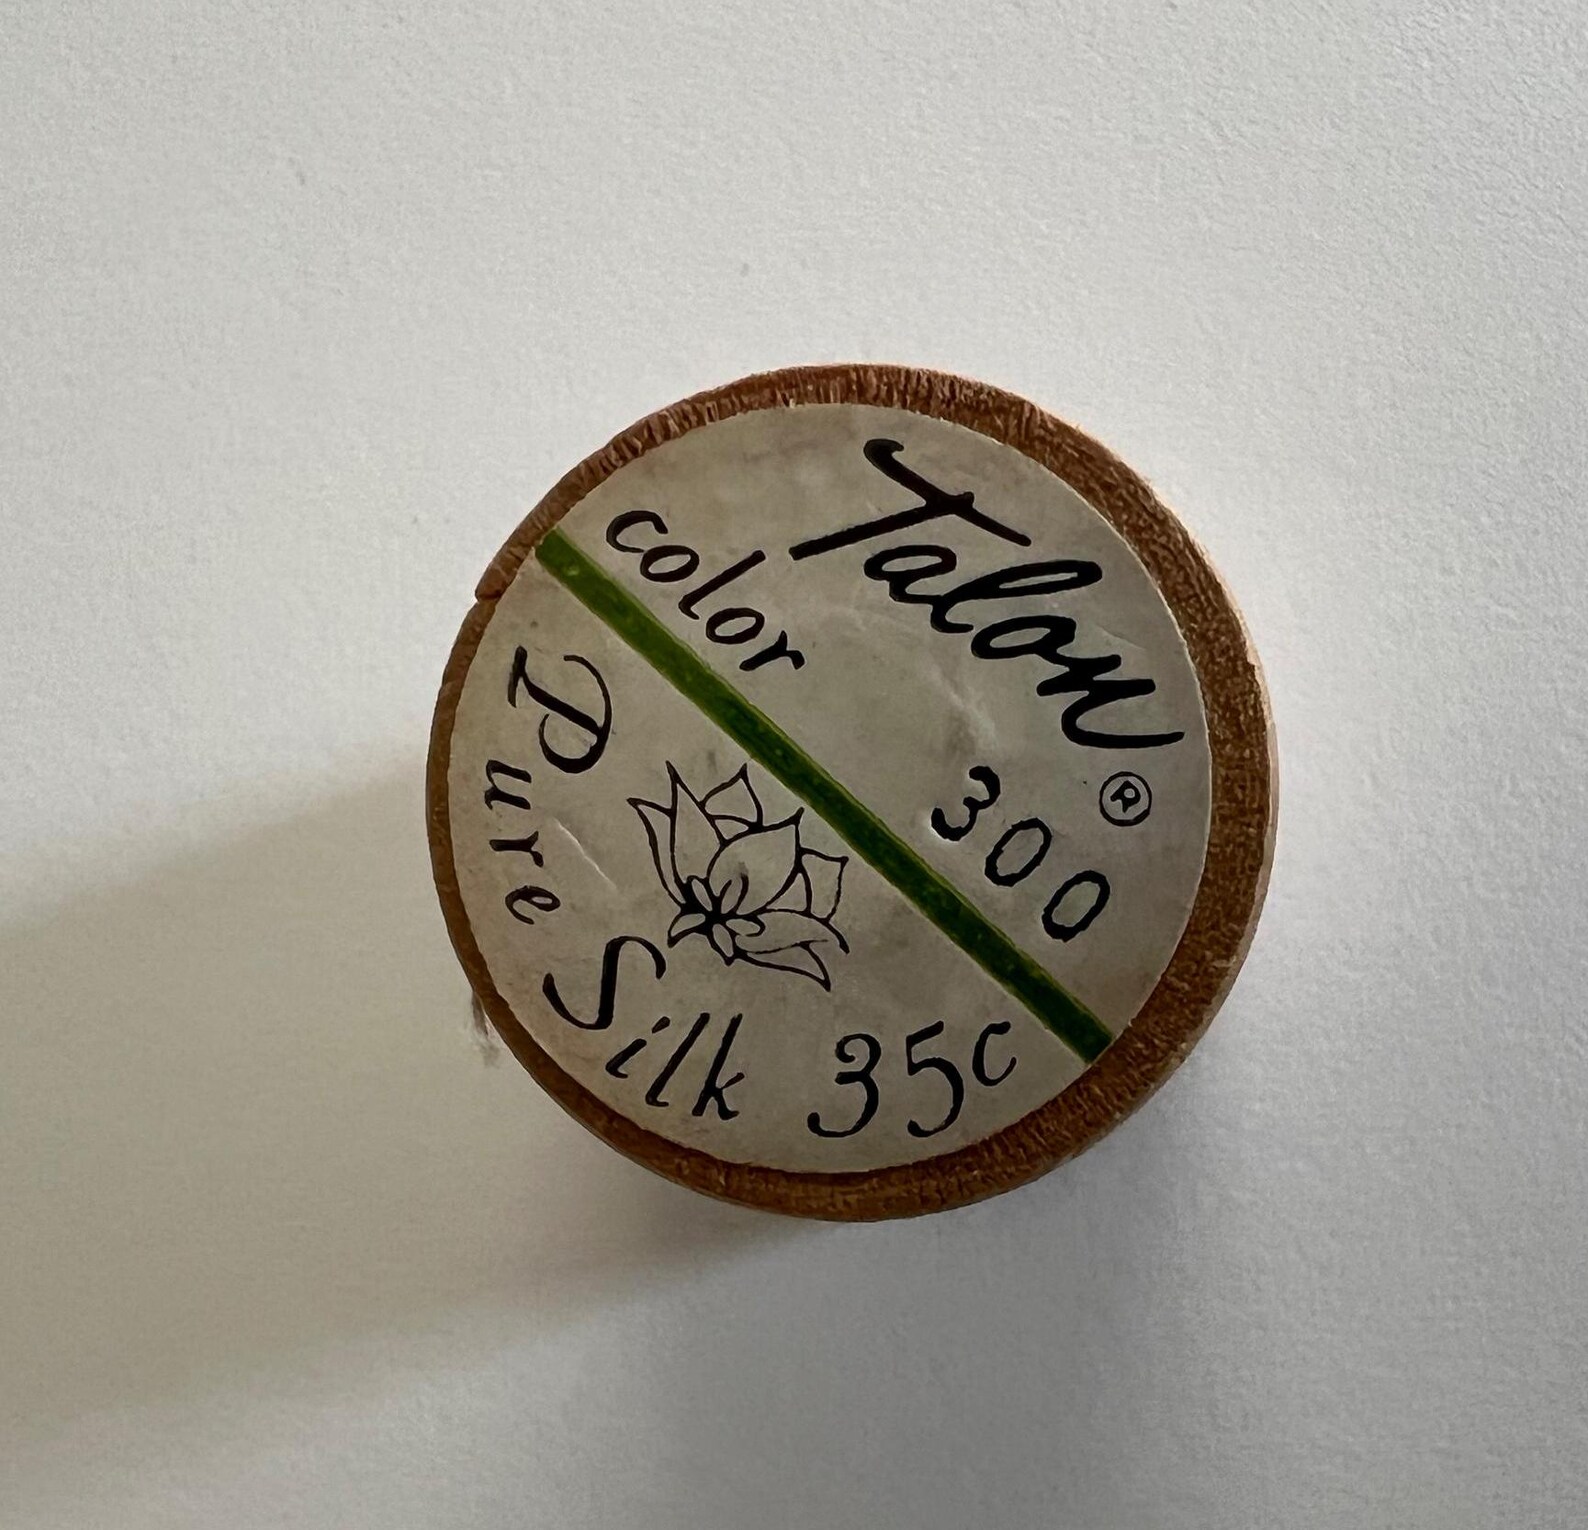 Talon ®
color 300
Pure Silk 35c